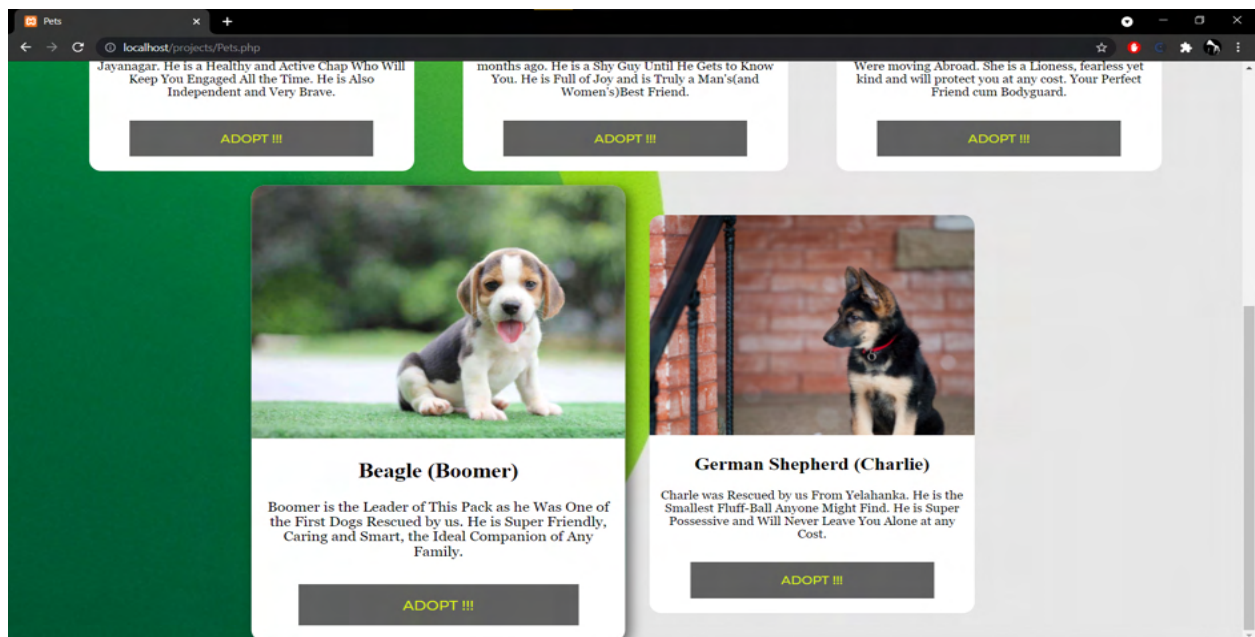 Pets
localhost/projects/Pets.php
Jayanagar. He is a Healthy and Active Chap Who Will
Keep You Engaged All the Time. He is Also
Independent and Very Brave.
ADOPT !!!
months ago. He is a Shy Guy Until He Gets to Know
You. He is Full of Joy and is Truly a Man's(and
Women's)Best Friend.
ADOPT !!!
Were moving Abroad. She is a Lioness, fearless yet
kind and will protect you at any cost. Your Perfect
Friend cum Bodyguard.
ADOPT !!!
Beagle (Boomer)
Boomer is the Leader of This Pack as he Was One of
the First Dogs Rescued by us. He is Super Friendly,
Caring and Smart, the Ideal Companion of Any
Family.
ADOPT !!!
German Shepherd (Charlie)
Charle was Rescued by us From Yelahanka. He is the
Smallest Fluff-Ball Anyone Might Find. He is Super
Possessive and Will Never Leave You Alone at any
Cost.
ADOPT !!!